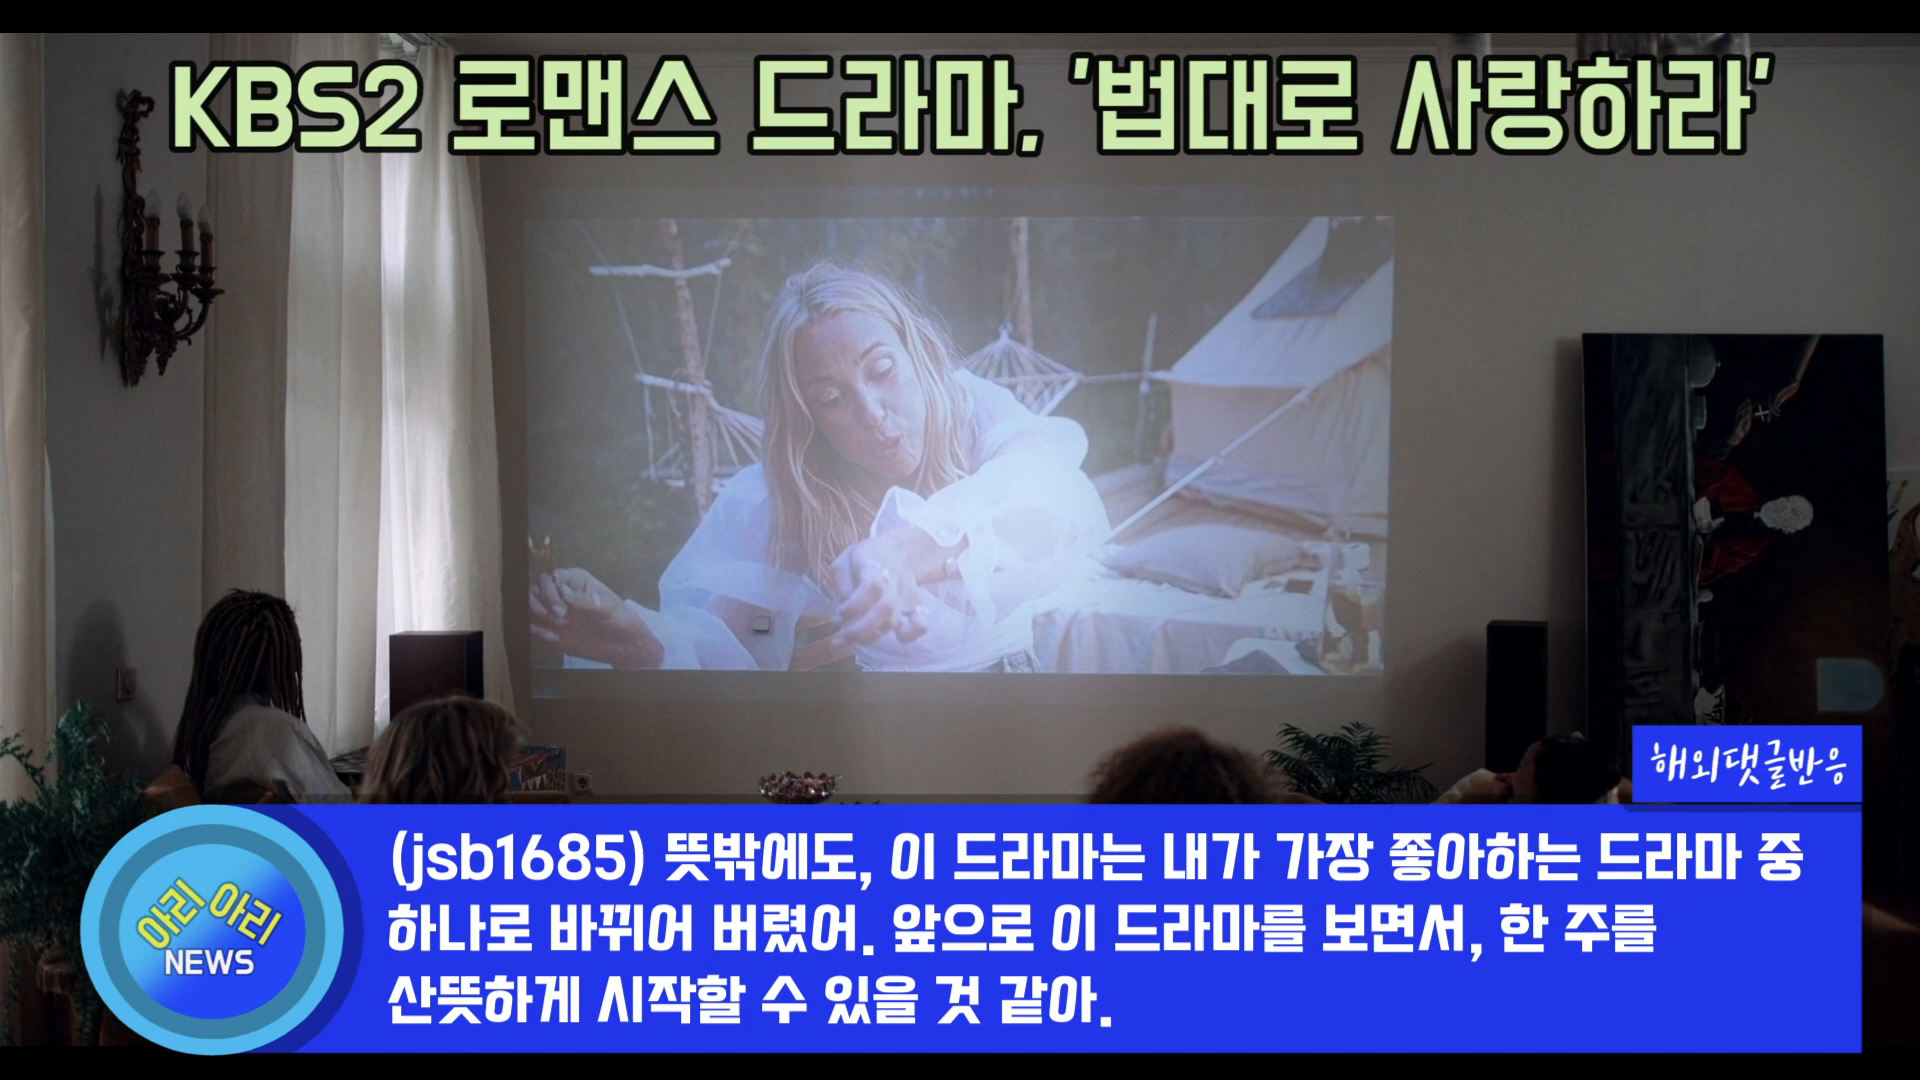 KBS2 로맨스 드라마, '법대로 사랑하라'
해외댓글반응
(jsb1685) 뜻밖에도, 이 드라마는 내가 가장 좋아하는 드라마 중
하나로 바뀌어 버렸어. 앞으로 이 드라마를 보면서, 한 주를
산뜻하게 시작할 수 있을 것 같아.
아리 아리
NEWS